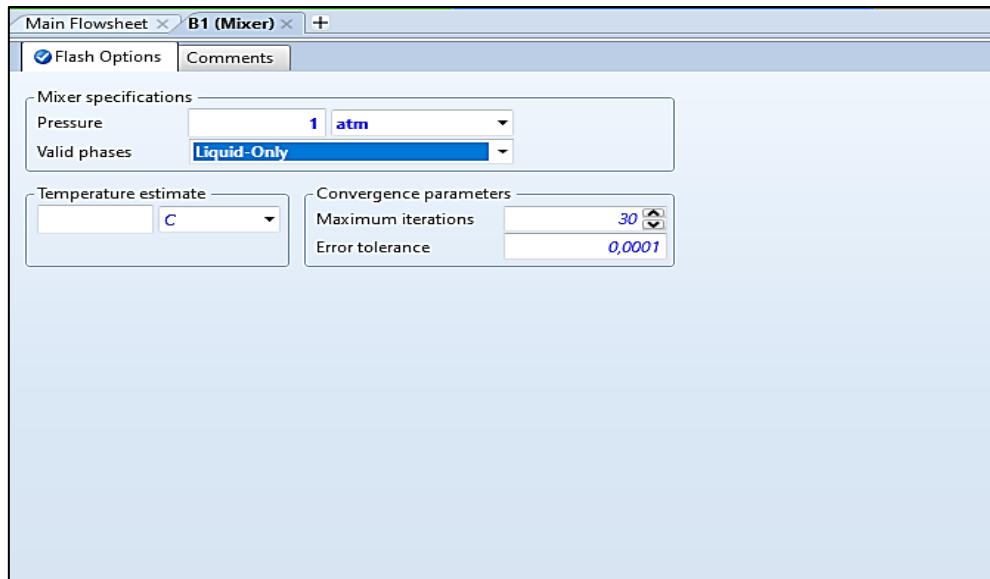 Main Flowsheet × B1 (Mixer) × +
Flash Options Comments
Mixer specifications
Pressure 1 atm
Valid phases Liquid-Only
Temperature estimate
C
Convergence parameters
Maximum iterations 30
Error tolerance 0,0001